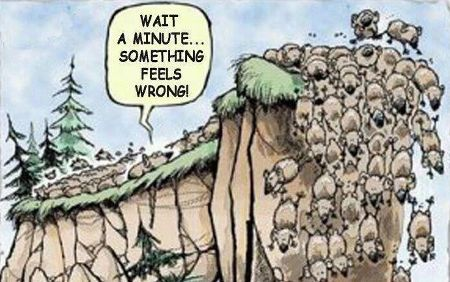 WAIT
A MINUTE...
SOMETHING
FEELS
WRONG!